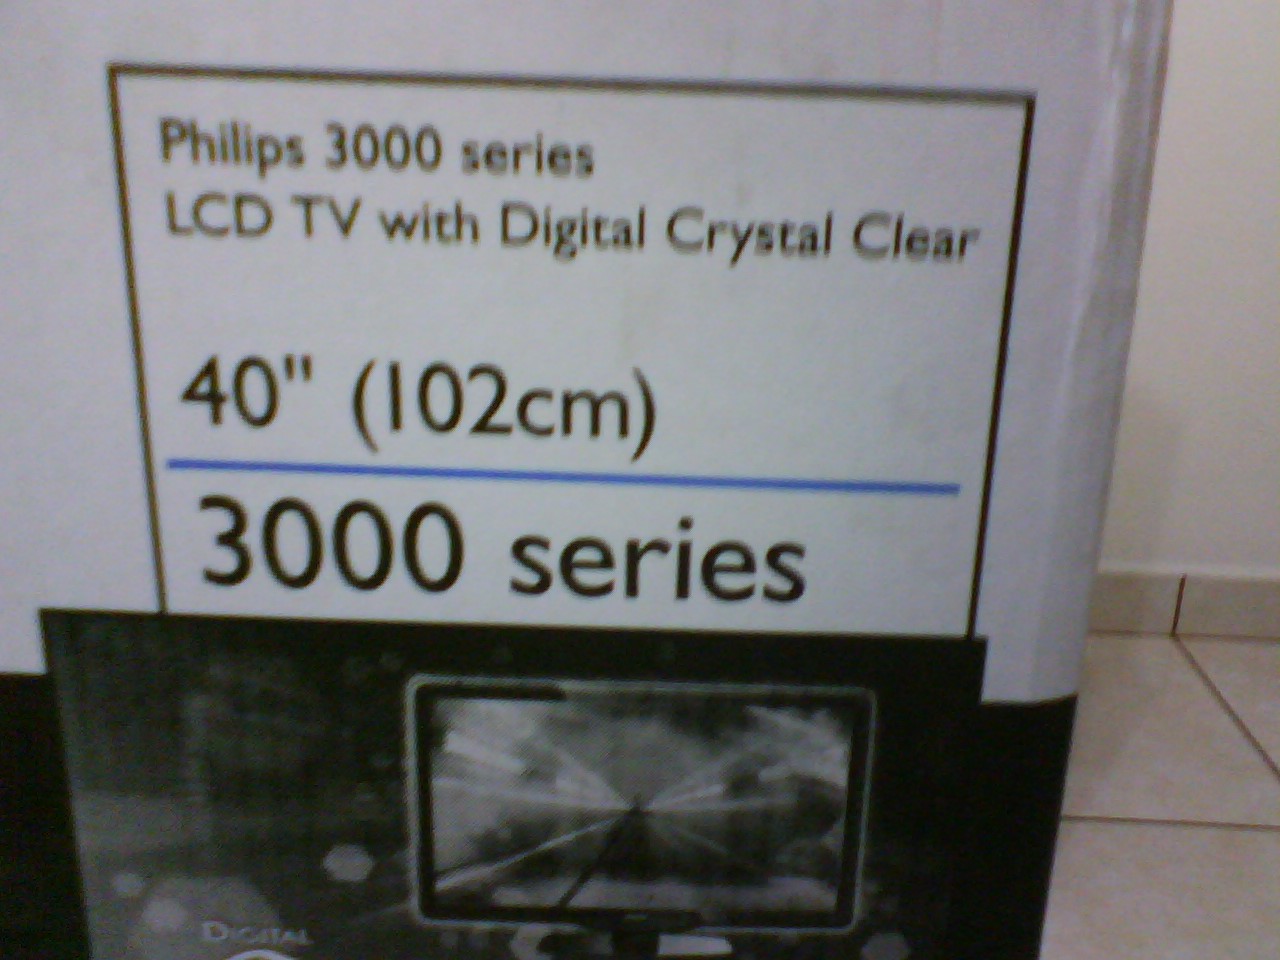 Philips 3000 series
LCD TV with Digital Crystal Clear
40" (102cm)
3000 series
DIGITAL